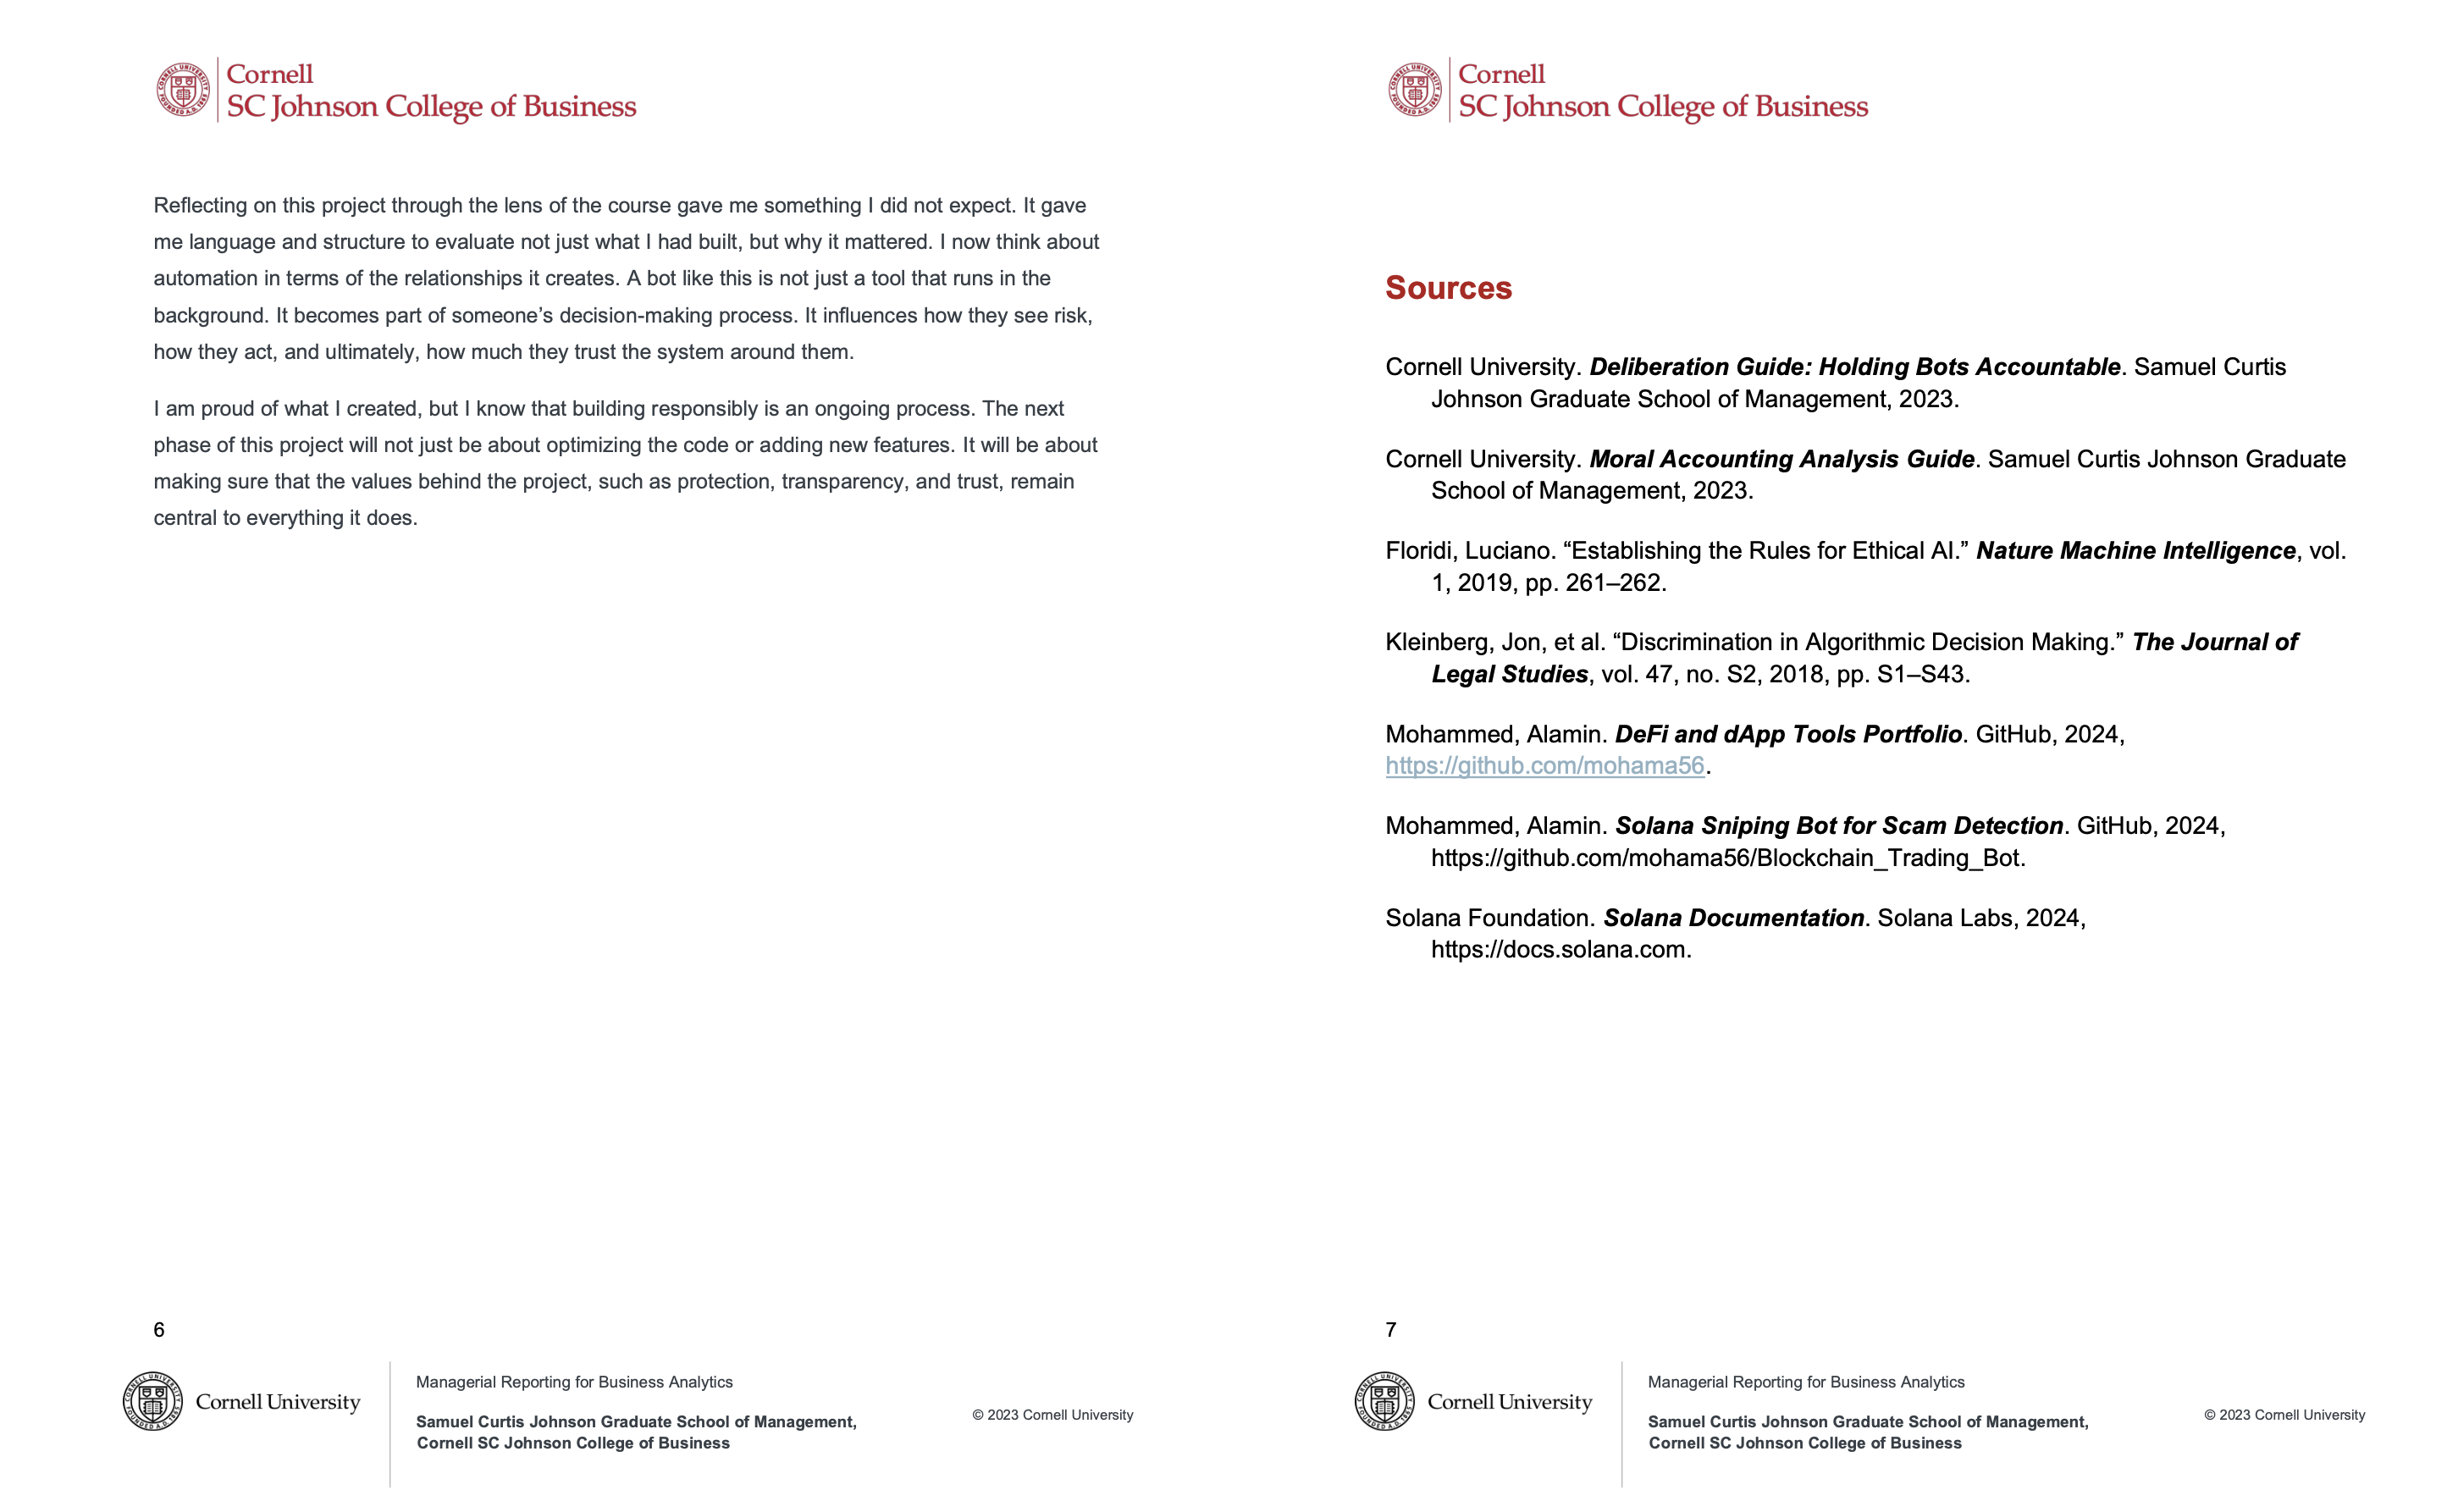 Cornell
SC Johnson College of Business
Reflecting on this project through the lens of the course gave me something I did not expect. It gave
me language and structure to evaluate not just what I had built, but why it mattered. I now think about
automation in terms of the relationships it creates. A bot like this is not just a tool that runs in the
background. It becomes part of someone’s decision-making process. It influences how they see risk,
how they act, and ultimately, how much they trust the system around them.
I am proud of what I created, but I know that building responsibly is an ongoing process. The next
phase of this project will not just be about optimizing the code or adding new features. It will be about
making sure that the values behind the project, such as protection, transparency, and trust, remain
central to everything it does.
6
Cornell University
Managerial Reporting for Business Analytics
Samuel Curtis Johnson Graduate School of Management,
Cornell SC Johnson College of Business
© 2023 Cornell University
Cornell
SC Johnson College of Business
Sources
Cornell University. Deliberation Guide: Holding Bots Accountable. Samuel Curtis
Johnson Graduate School of Management, 2023.
Cornell University. Moral Accounting Analysis Guide. Samuel Curtis Johnson Graduate
School of Management, 2023.
Floridi, Luciano. “Establishing the Rules for Ethical AI.” Nature Machine Intelligence, vol.
1, 2019, pp. 261–262.
Kleinberg, Jon, et al. “Discrimination in Algorithmic Decision Making.” The Journal of
Legal Studies, vol. 47, no. S2, 2018, pp. S1–S43.
Mohammed, Alamin. DeFi and dApp Tools Portfolio. GitHub, 2024,
https://github.com/mohama56.
Mohammed, Alamin. Solana Sniping Bot for Scam Detection. GitHub, 2024,
https://github.com/mohama56/Blockchain_Trading_Bot.
Solana Foundation. Solana Documentation. Solana Labs, 2024,
https://docs.solana.com.
7
Cornell University
Managerial Reporting for Business Analytics
Samuel Curtis Johnson Graduate School of Management,
Cornell SC Johnson College of Business
© 2023 Cornell University